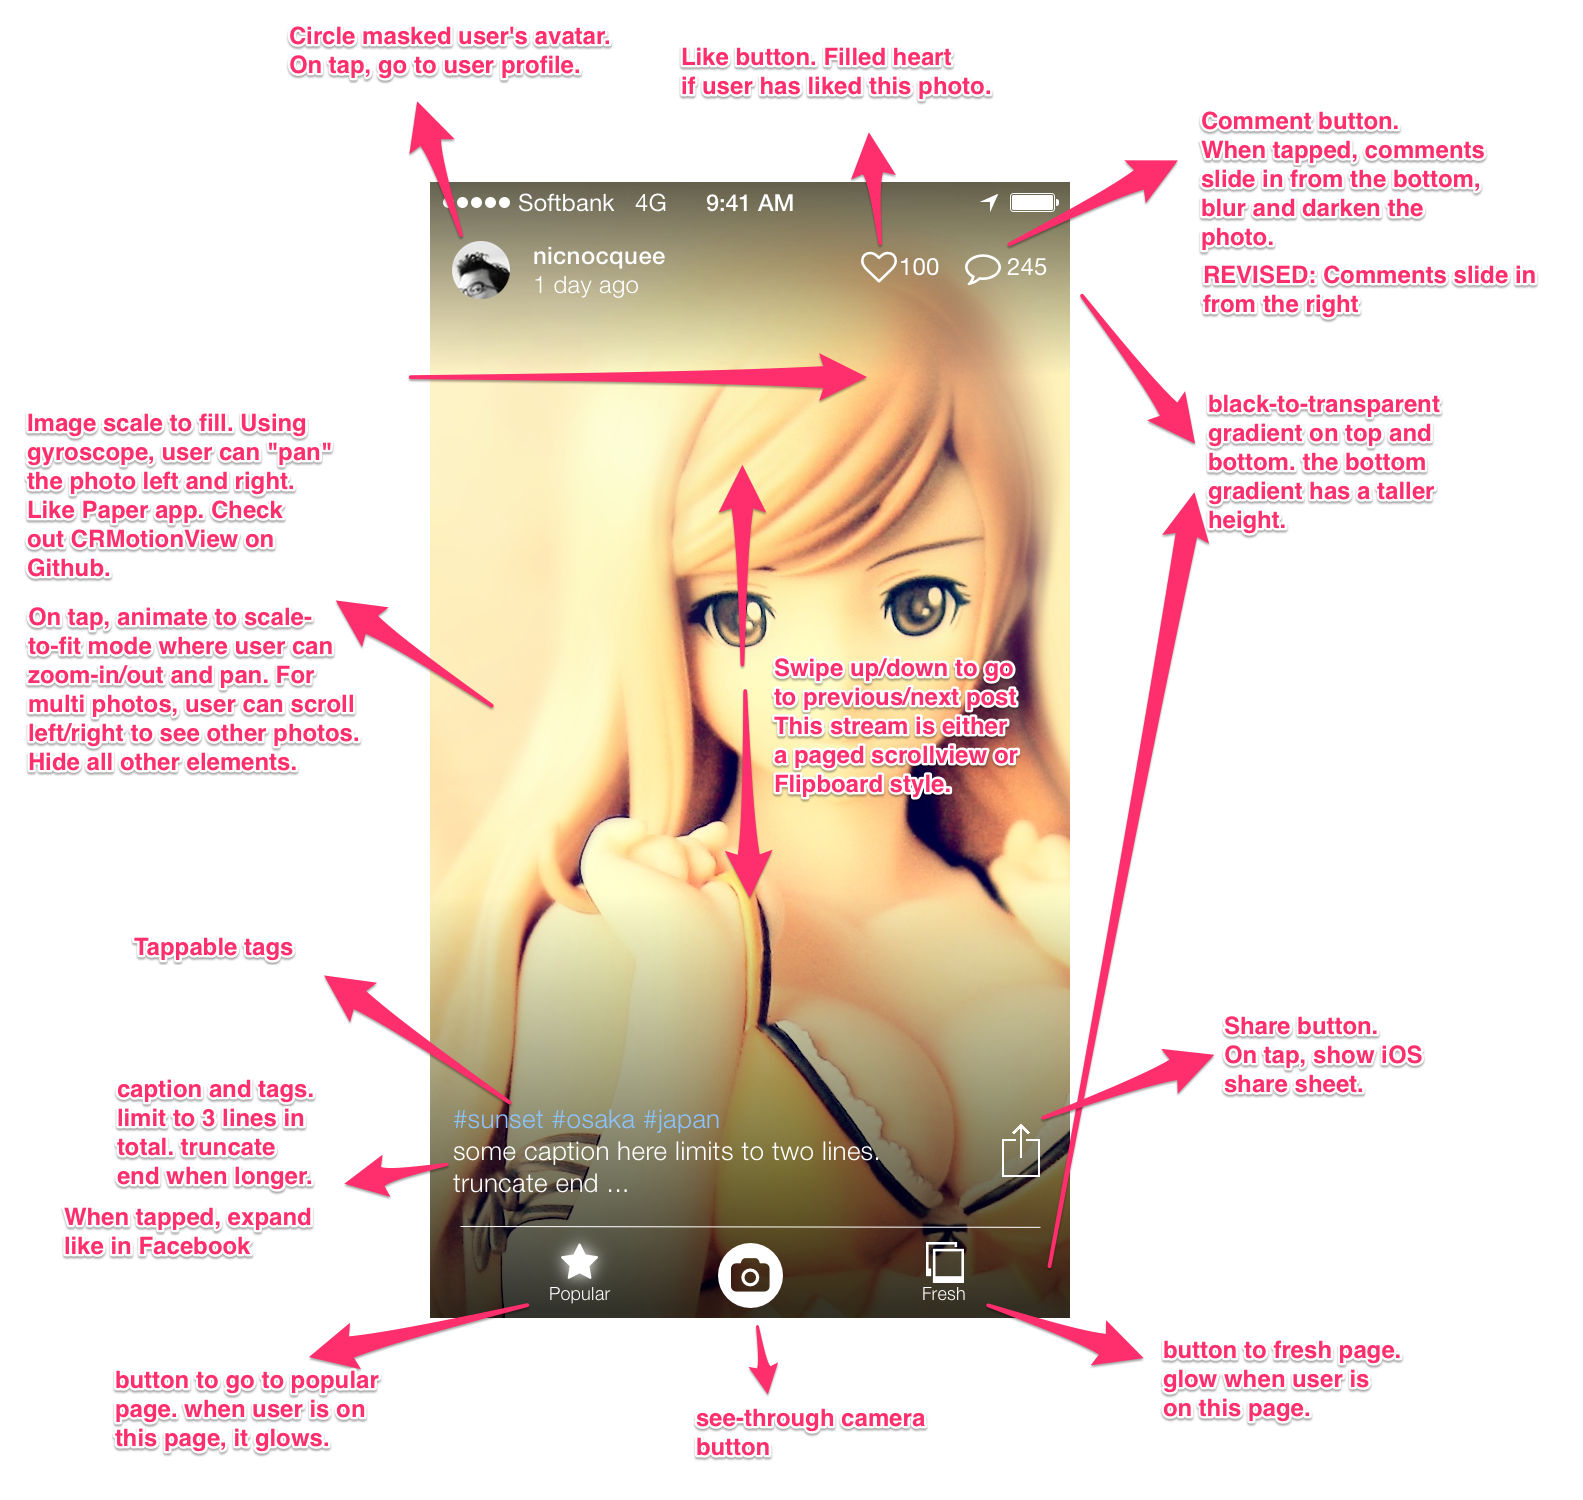 Circle masked user's avatar.
On tap, go to user profile.
Like button. Filled heart
if user has liked this photo.
Comment button.
When tapped, comments
slide in from the bottom,
blur and darken the
photo.
REVISED: Comments slide in
from the right
Softbank 4G 9:41 AM
nicnocquee
1 day ago
100
245
black-to-transparent
gradient on top and
bottom. the bottom
gradient has a taller
height.
Image scale to fill. Using
gyroscope, user can "pan"
the photo left and right.
Like Paper app. Check
out CRMotionView on
Github.
On tap, animate to scale-
to-fit mode where user can
zoom-in/out and pan. For
multi photos, user can scroll
left/right to see other photos.
Hide all other elements.
Swipe up/down to go
to previous/next post
This stream is either
a paged scrollview or
Flipboard style.
Tappable tags
Share button.
On tap, show iOS
share sheet.
caption and tags.
limit to 3 lines in
total. truncate
end when longer.
When tapped, expand
like in Facebook
#sunset #osaka #japan
some caption here limits to two lines.
truncate end ...
Popular
Fresh
button to go to popular
page. when user is on
this page, it glows.
see-through camera
button
button to fresh page.
glow when user is
on this page.